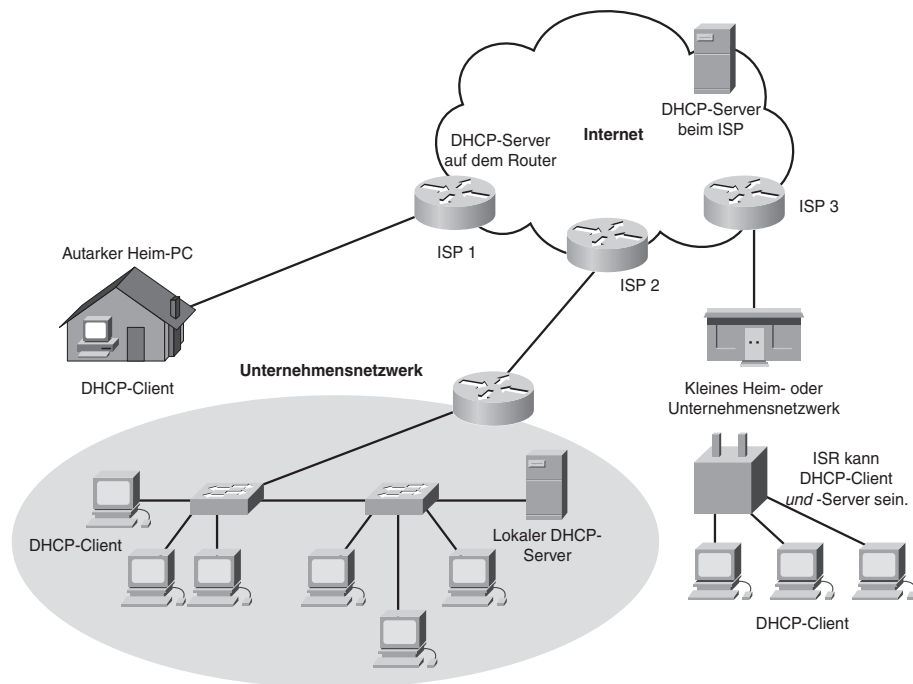 DHCP-Server
beim ISP
DHCP-Server
auf dem Router
Internet
ISP 3
ISP 1
ISP 2
Autarker Heim-PC
DHCP-Client
Unternehmensnetzwerk
Kleines Heim- oder
Unternehmensnetzwerk
ISR kann
DHCP-Client
und -Server sein.
DHCP-Client
Lokaler DHCP-
Server
DHCP-Client